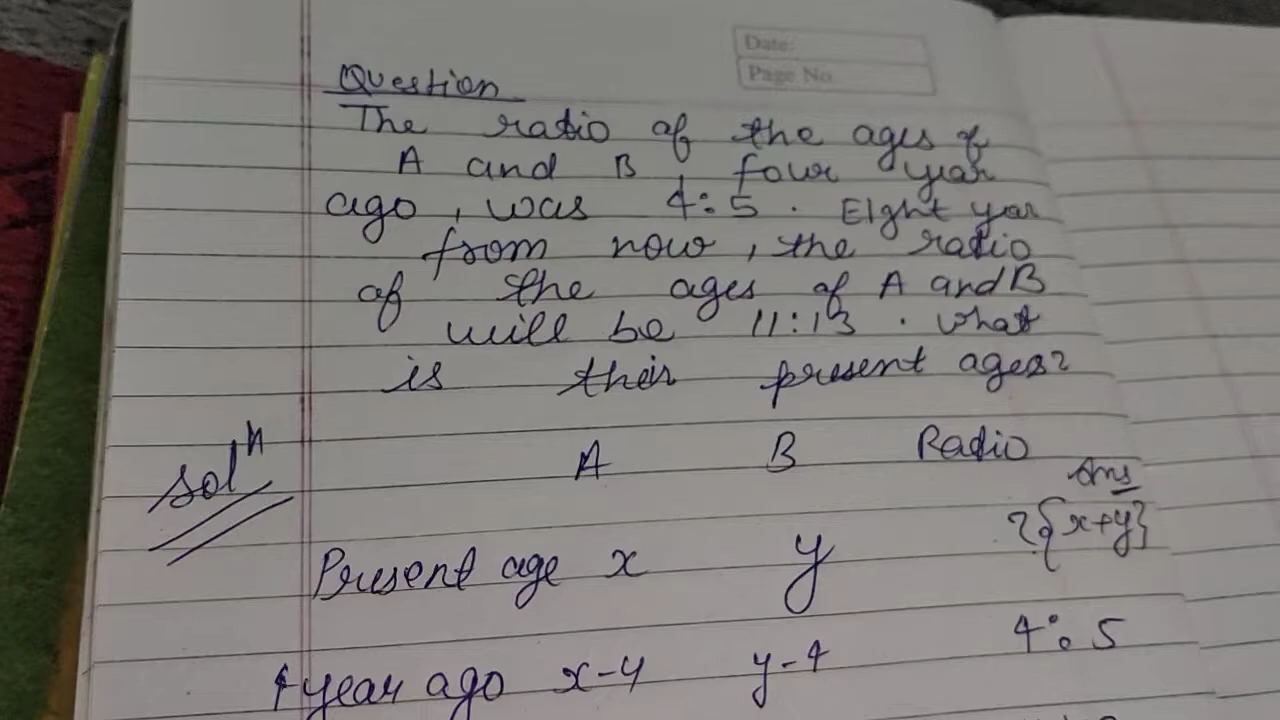 Date:
Page No.
Question
The ratio of the ages of
A and B four year
ago, was 4:5. EIght year
from now, the ratio
of the ages of A and B
will be 11:13. what
is their present ages?
solⁿ
A B Ratio
Ans
Present age x y ?{x+y}
4 year ago x-4 y-4 4:5